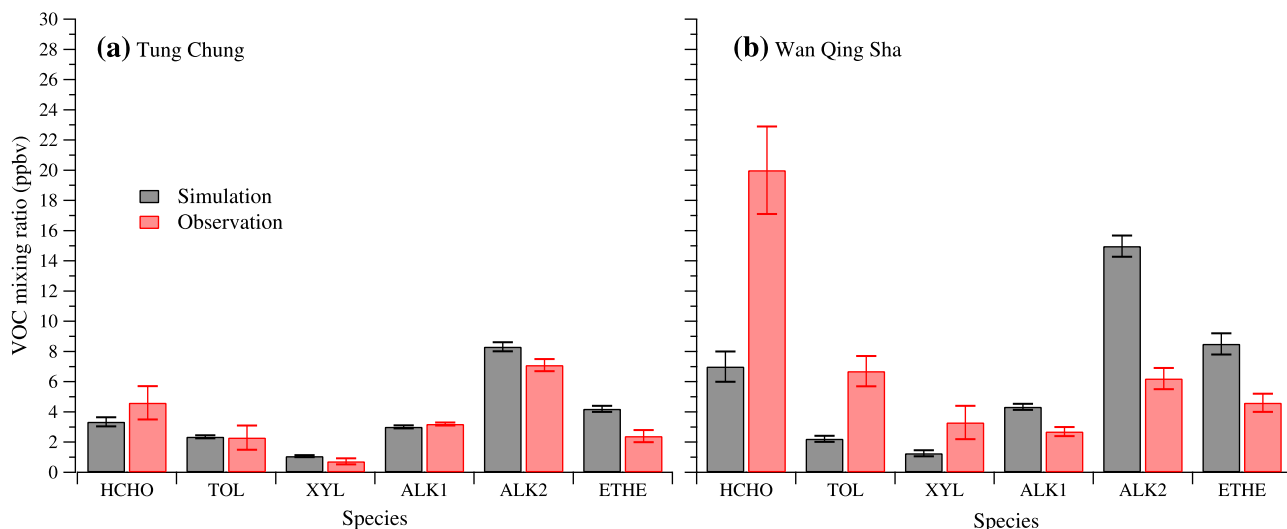 (a) Tung Chung
(b) Wan Qing Sha
VOC mixing ratio (ppbv)
30
28
26
24
22
20
18
16
14
12
10
8
6
4
2
0
Simulation
Observation
HCHO TOL XYL ALK1 ALK2 ETHE
HCHO TOL XYL ALK1 ALK2 ETHE
Species
Species